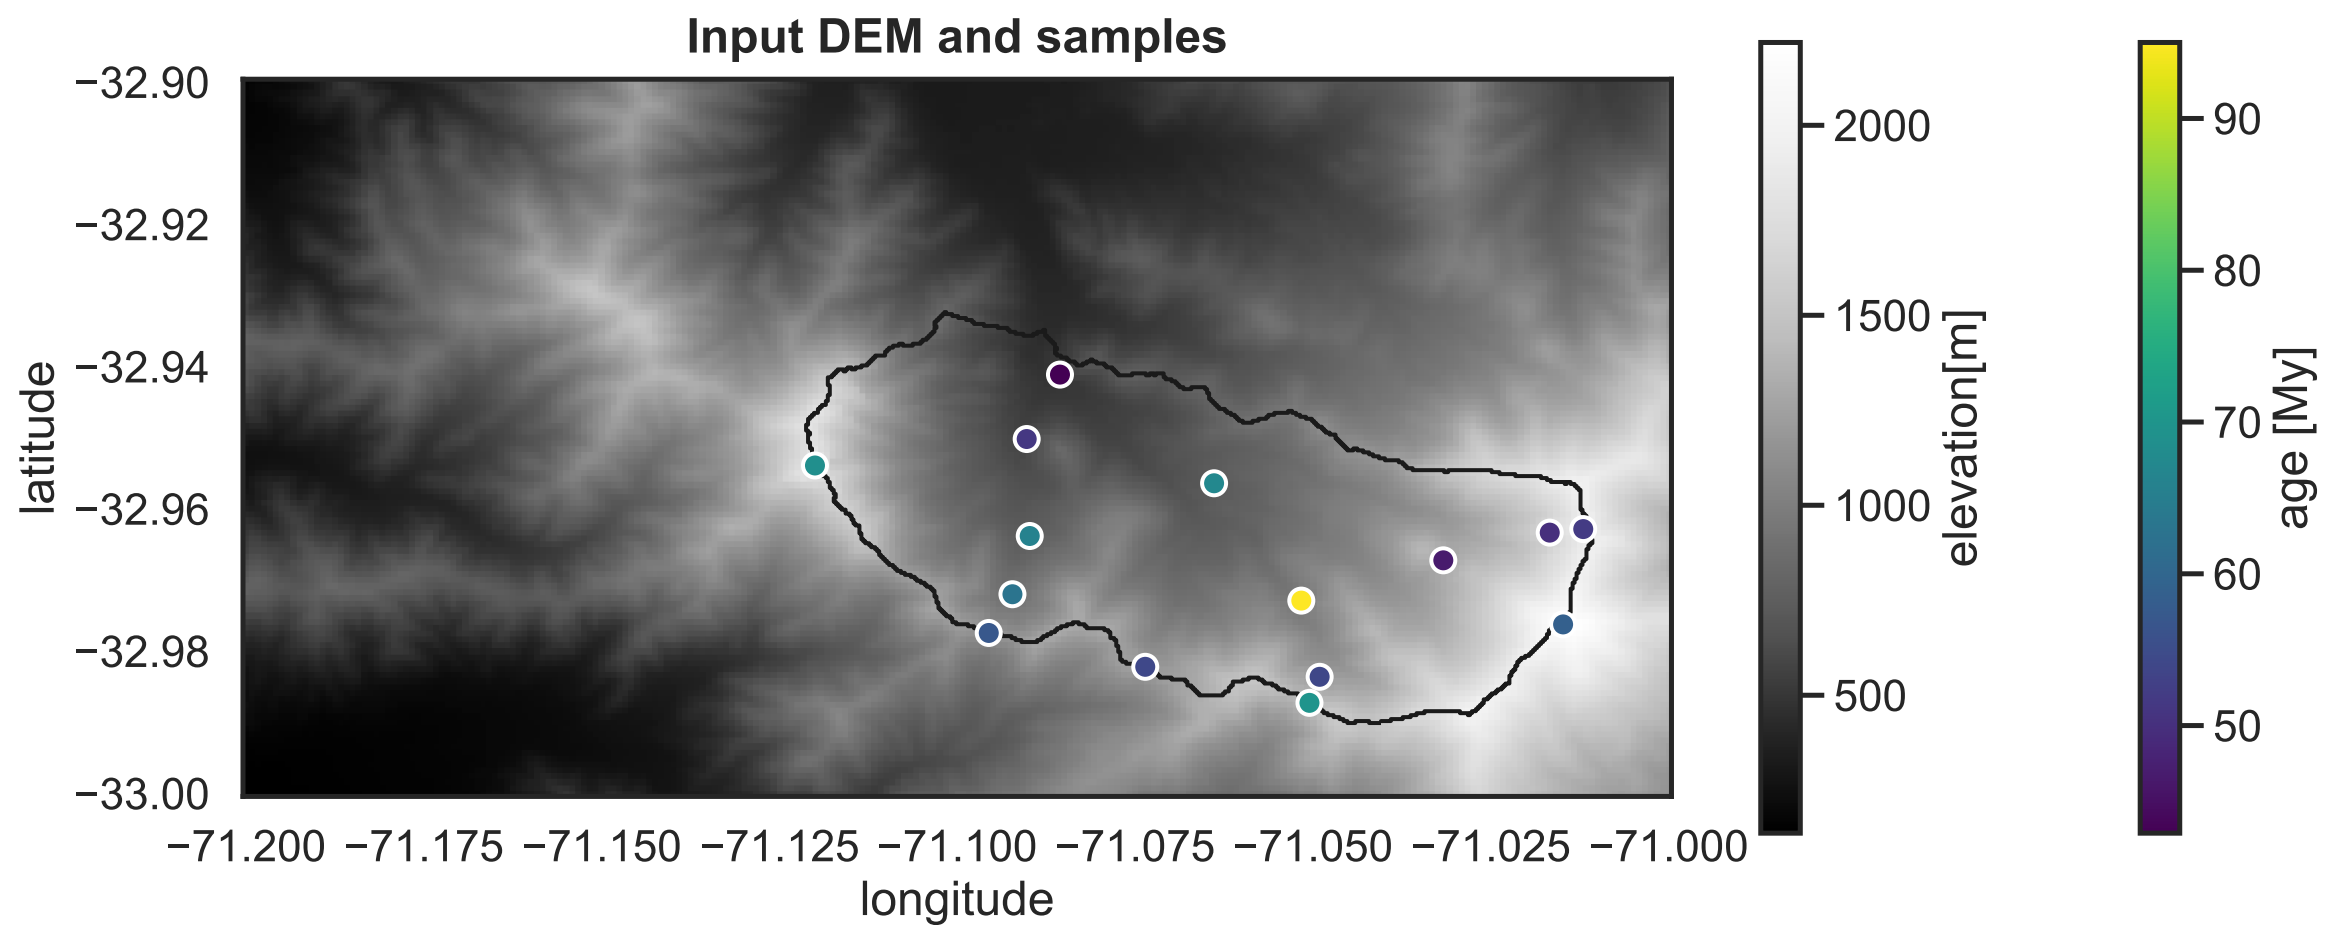 Input DEM and samples
−32.90
−32.92
−32.94
−32.96
−32.98
−33.00
latitude
−71.200 −71.175 −71.150 −71.125 −71.100 −71.075 −71.050 −71.025 −71.000
longitude
2000
1500
1000
500
elevation[m]
90
80
70
60
50
age [My]